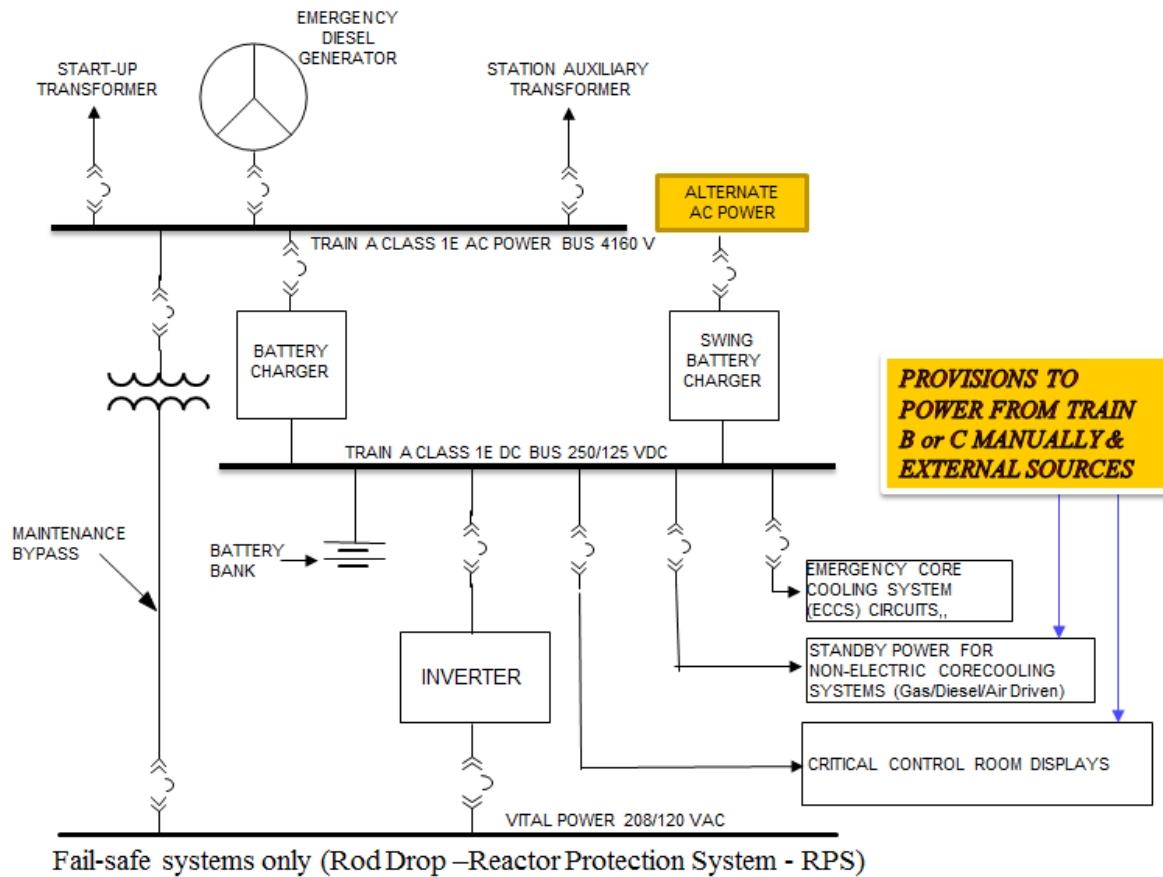 EMERGENCY
DIESEL
GENERATOR
START-UP
TRANSFORMER
STATION AUXILIARY
TRANSFORMER
ALTERNATE
AC POWER
TRAIN A CLASS 1E AC POWER BUS 4160 V
BATTERY
CHARGER
SWING
BATTERY
CHARGER
PROVISIONS TO
POWER FROM TRAIN
B or C MANUALLY &
EXTERNAL SOURCES
TRAIN A CLASS 1E DC BUS 250/125 VDC
MAINTENANCE
BYPASS
BATTERY
BANK
EMERGENCY CORE
COOLING SYSTEM
(ECCS) CIRCUITS,,
STANDBY POWER FOR
NON-ELECTRIC CORECOOLING
SYSTEMS (Gas/Diesel/Air Driven)
INVERTER
CRITICAL CONTROL ROOM DISPLAYS
VITAL POWER 208/120 VAC
Fail-safe systems only (Rod Drop –Reactor Protection System - RPS)